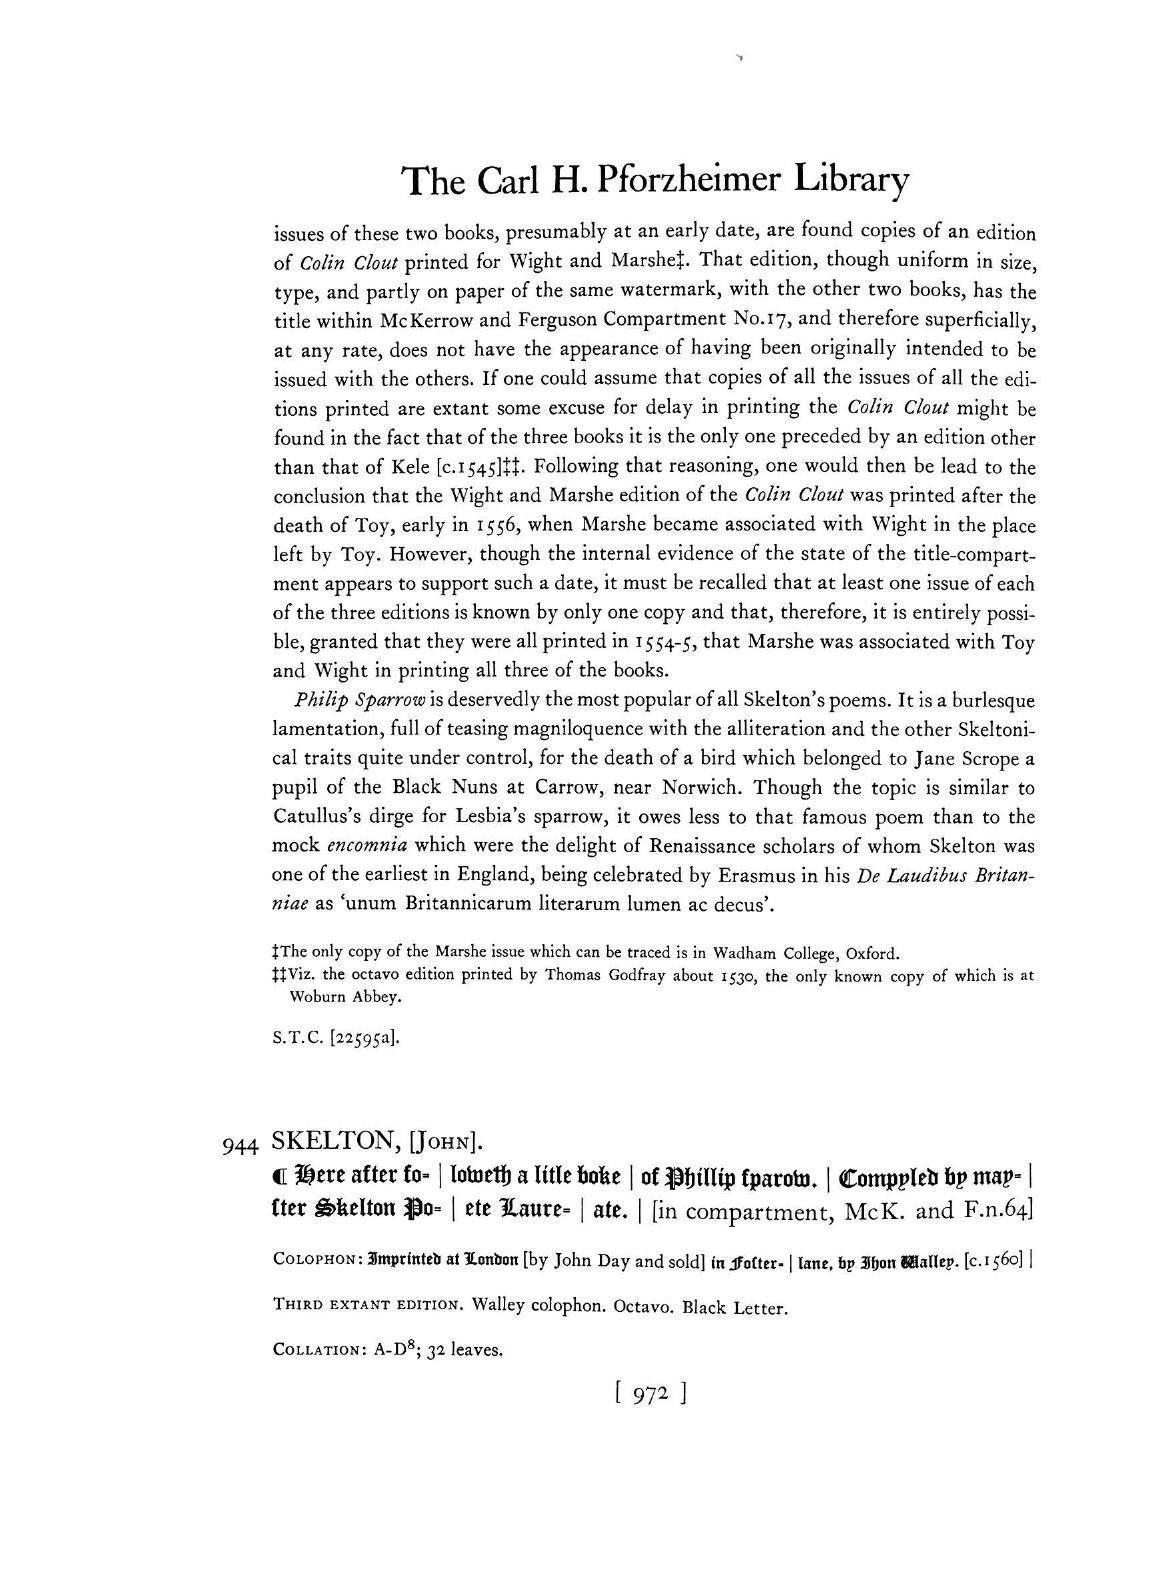 The Carl H. Pforzheimer Library
issues of these two books, presumably at an early date, are found copies of an edition
of Colin Clout printed for Wight and Marshe‡. That edition, though uniform in size,
type, and partly on paper of the same watermark, with the other two books, has the
title within McKerrow and Ferguson Compartment No.17, and therefore superficially,
at any rate, does not have the appearance of having been originally intended to be
issued with the others. If one could assume that copies of all the issues of all the edi-
tions printed are extant some excuse for delay in printing the Colin Clout might be
found in the fact that of the three books it is the only one preceded by an edition other
than that of Kele [c.1545]‡‡. Following that reasoning, one would then be lead to the
conclusion that the Wight and Marshe edition of the Colin Clout was printed after the
death of Toy, early in 1556, when Marshe became associated with Wight in the place
left by Toy. However, though the internal evidence of the state of the title-compart-
ment appears to support such a date, it must be recalled that at least one issue of each
of the three editions is known by only one copy and that, therefore, it is entirely possi-
ble, granted that they were all printed in 1554-5, that Marshe was associated with Toy
and Wight in printing all three of the books.
Philip Sparrow is deservedly the most popular of all Skelton's poems. It is a burlesque
lamentation, full of teasing magniloquence with the alliteration and the other Skeltoni-
cal traits quite under control, for the death of a bird which belonged to Jane Scrope a
pupil of the Black Nuns at Carrow, near Norwich. Though the topic is similar to
Catullus's dirge for Lesbia's sparrow, it owes less to that famous poem than to the
mock encomnia which were the delight of Renaissance scholars of whom Skelton was
one of the earliest in England, being celebrated by Erasmus in his De Laudibus Britan-
niae as 'unum Britannicarum literarum lumen ac decus'.
‡The only copy of the Marshe issue which can be traced is in Wadham College, Oxford.
‡‡Viz. the octavo edition printed by Thomas Godfray about 1530, the only known copy of which is at
Woburn Abbey.
S.T.C. [22595a].
944 SKELTON, [JOHN].
¶ Here after fo= | loweth a litle boke | of Phillip ſparow. | Compyled by may= |
ſter Skelton Po= | ete Laure= | ate. | [in compartment, McK. and F.n.64]
COLOPHON: Imprinted at London [by John Day and sold] in Foſter- | lane, by Ihon Walley. [c.1560] |
THIRD EXTANT EDITION. Walley colophon. Octavo. Black Letter.
COLLATION: A-D⁸; 32 leaves.
[ 972 ]